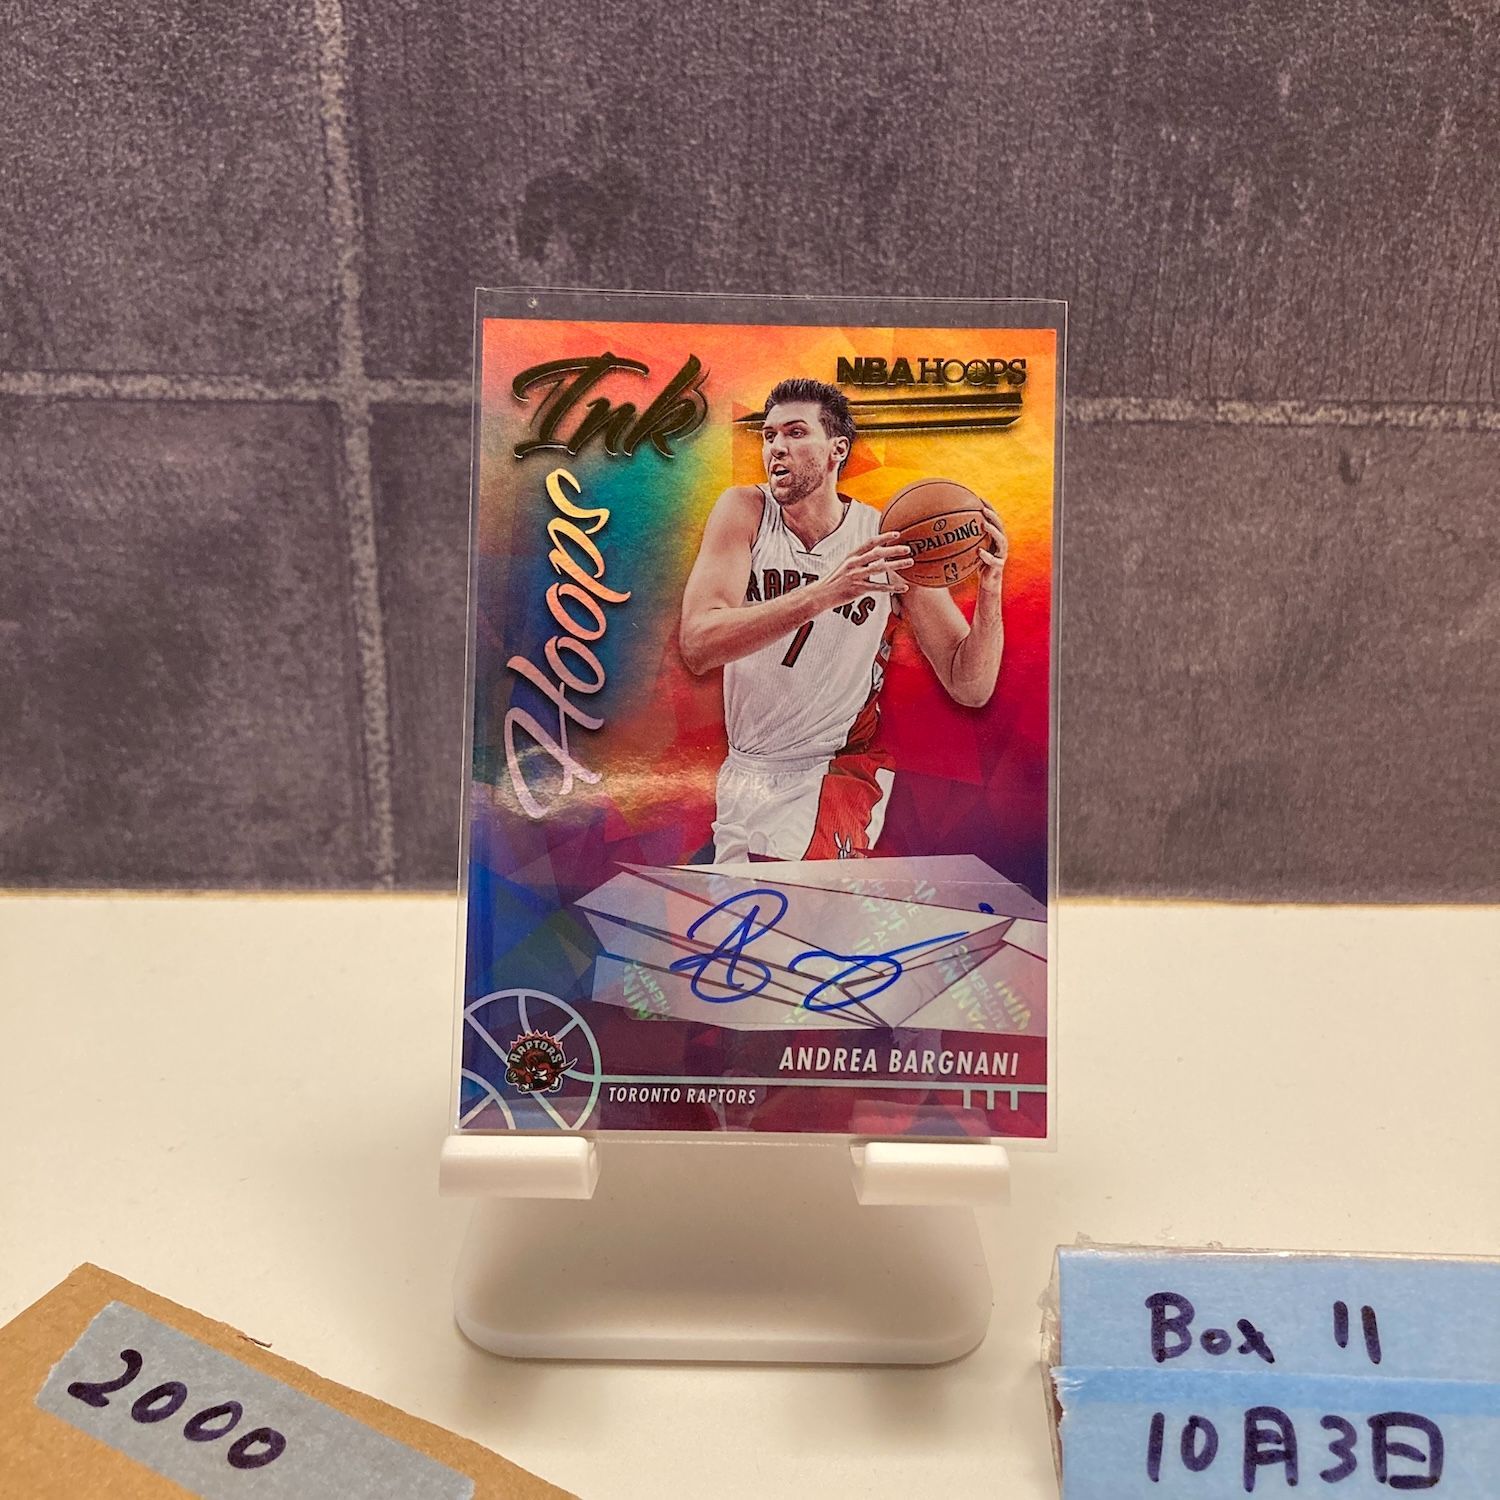 Ink
NBA HOOPS
Hoops
SPALDING
RAPTORS
7
RAPTORS
ANDREA BARGNANI
TORONTO RAPTORS
2000
Box 11
10月3日